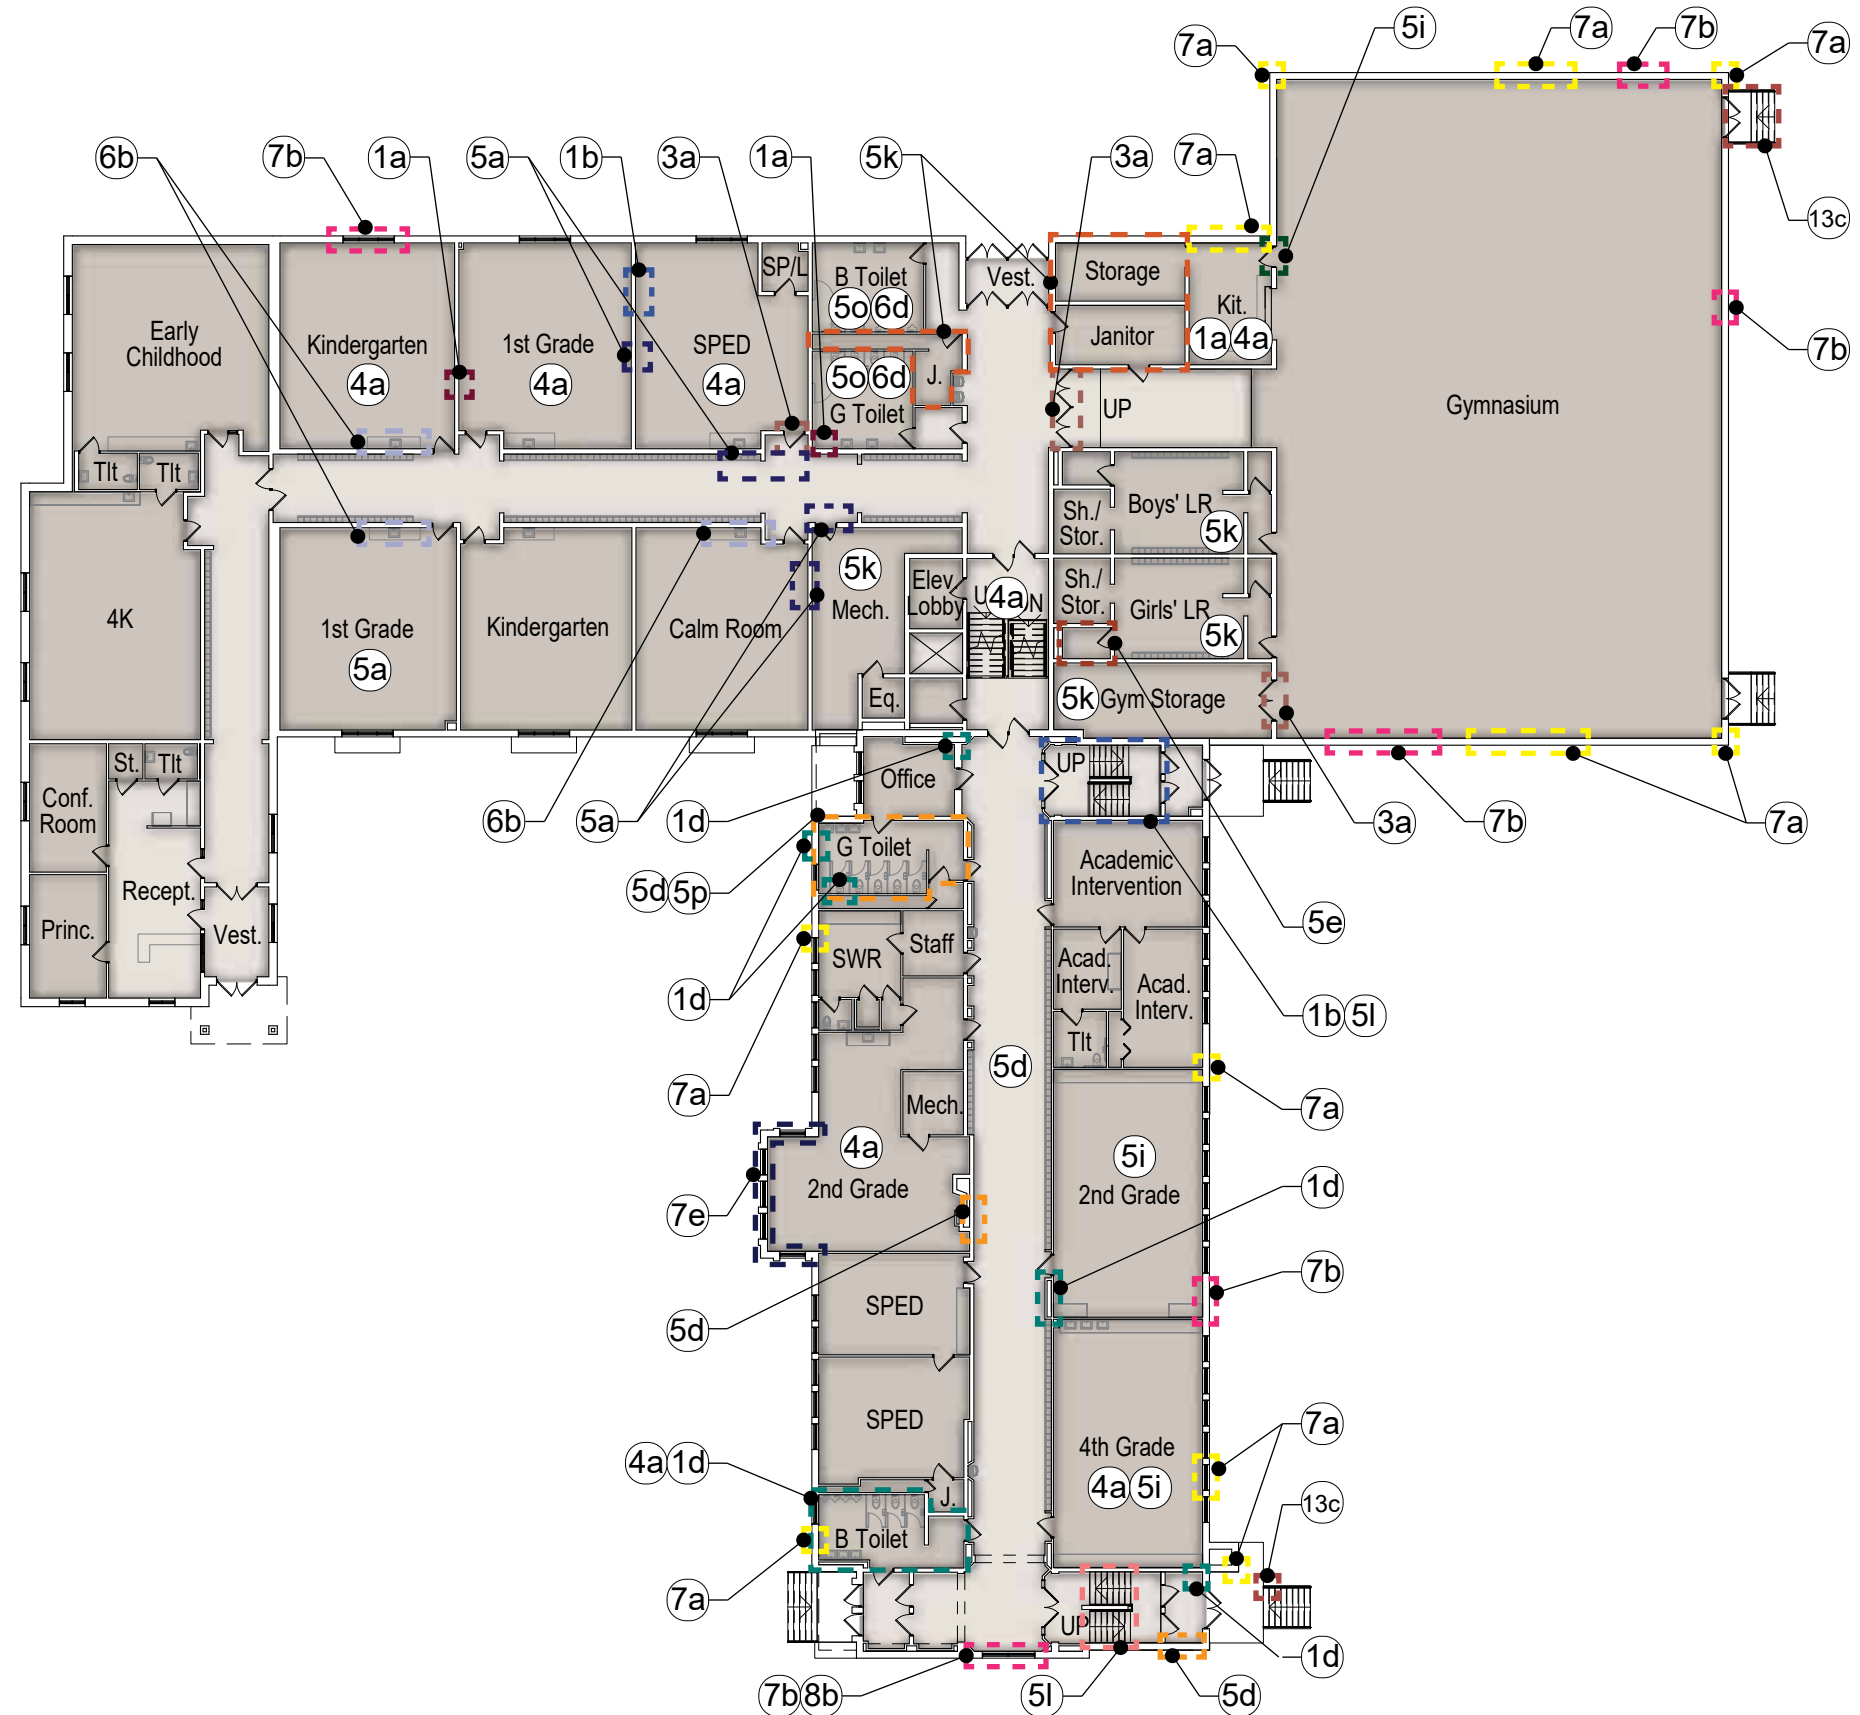 5i
7a
7b
7a
7a
6b
7b
1a
5a
1b
3a
1a
5k
3a
7a
13c
SP/L
B Toilet
5o 6d
Vest.
Storage
Kit.
1a 4a
Janitor
Early
Childhood
Kindergarten
4a
1st Grade
4a
SPED
4a
5o 6d
G Toilet
J.
UP
Gymnasium
7b
Tlt
Tlt
Boys' LR
5k
Sh./
Stor.
4K
1st Grade
5a
Kindergarten
Calm Room
5k
Mech.
Elev.
Lobby
4a
Sh./
Stor.
Girls' LR
5k
Eq.
5k Gym Storage
St.
Tlt
Conf.
Room
Office
UP
6b
5a
1d
3a
7b
7a
G Toilet
Academic
Intervention
5d 5p
Recept.
Princ.
Vest.
5e
SWR
Staff
Acad.
Interv.
Acad.
Interv.
1d
1b 5l
Tlt
5d
7a
Mech.
7a
4a
2nd Grade
5i
2nd Grade
1d
7e
7b
SPED
5d
SPED
4th Grade
4a 5i
7a
4a 1d
J.
13c
B Toilet
7a
UP
1d
7b 8b
5l
5d